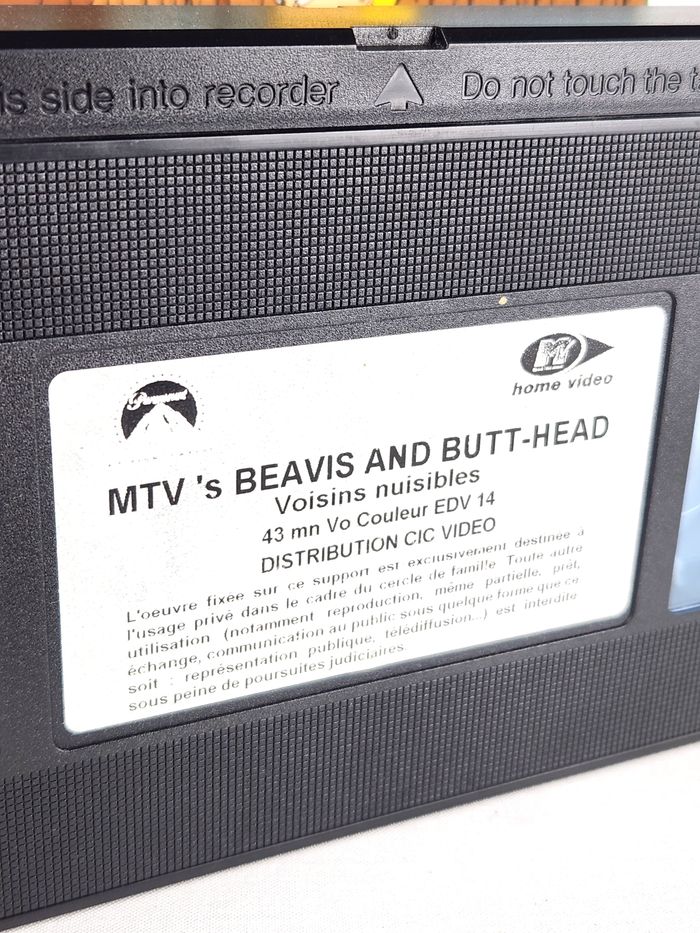 is side into recorder
Do not touch the t
Paramount
home video
MTV 's BEAVIS AND BUTT-HEAD
Voisins nuisibles
43 mn Vo Couleur EDV 14
DISTRIBUTION CIC VIDEO
L'oeuvre fixée sur ce support est exclusivement destinée à
l'usage privé dans le cadre du cercle de famille Toute autre
utilisation (notamment reproduction, même partielle, prêt,
échange, communication au public sous quelque forme que ce
soit : représentation publique, télédiffusion...) est interdite
sous peine de poursuites judiciaires.